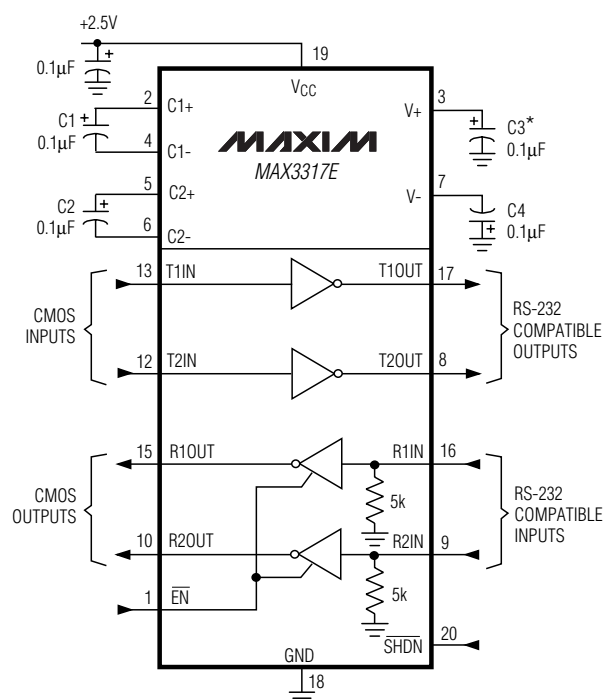 +2.5V
19
0.1µF
VCC
2
C1+
V+
3
C1
0.1µF
C3*
0.1µF
4
C1-
MAXIM
MAX3317E
5
C2+
V-
7
C2
0.1µF
C4
0.1µF
6
C2-
13
T1IN
T1OUT
17
CMOS
INPUTS
RS-232
COMPATIBLE
OUTPUTS
12
T2IN
T2OUT
8
15
R1OUT
R1IN
16
5k
CMOS
OUTPUTS
RS-232
COMPATIBLE
INPUTS
10
R2OUT
R2IN
9
5k
1
EN
SHDN
20
GND
18
+
+
+
+
+